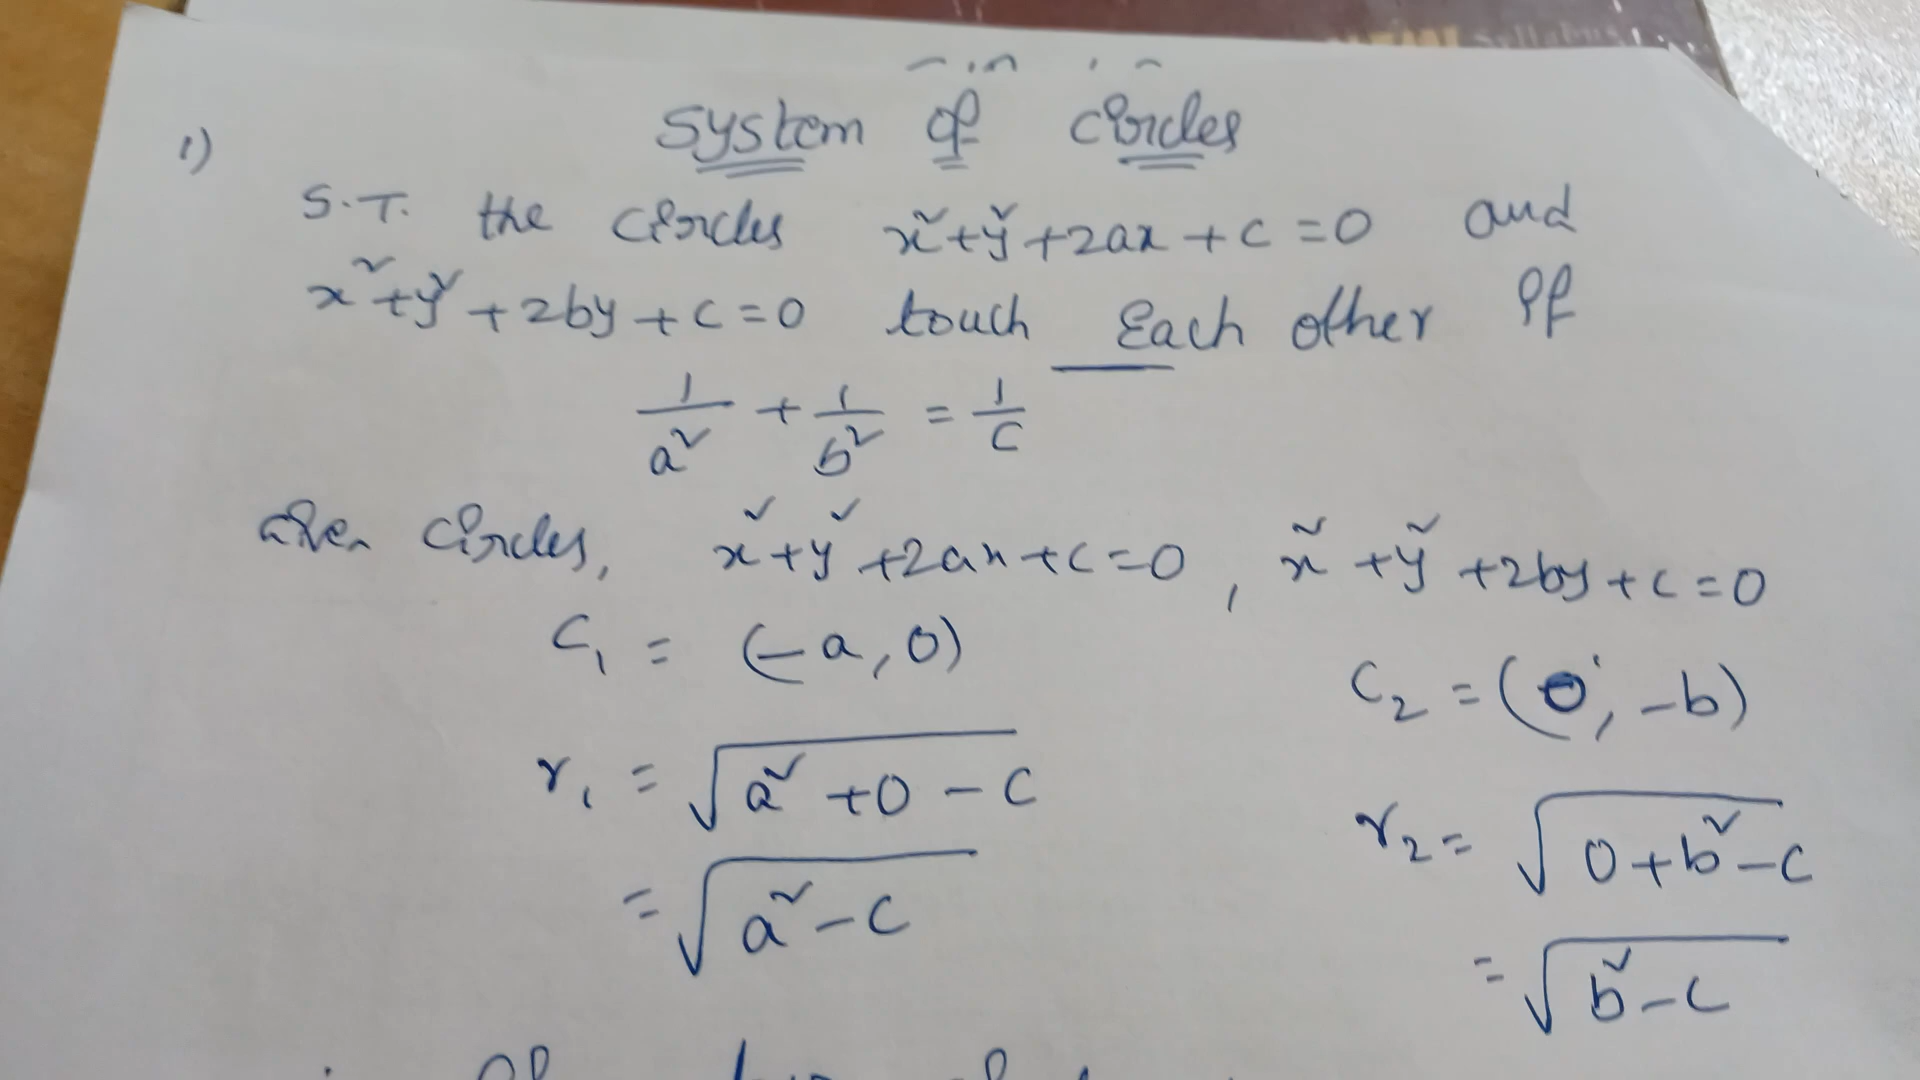 System of circles
1)
S.T. the circles x²+y²+2ax+c=0 and
x²+y²+2by+c=0 touch Each other if
1/a² + 1/b² = 1/c
Given circles, x²+y²+2ax+c=0, x²+y²+2by+c=0
C₁ = (-a, 0)
C₂ = (0, -b)
r₁ = √(a²+0-c)
r₂ = √(0+b²-c)
= √(a²-c)
= √(b²-c)